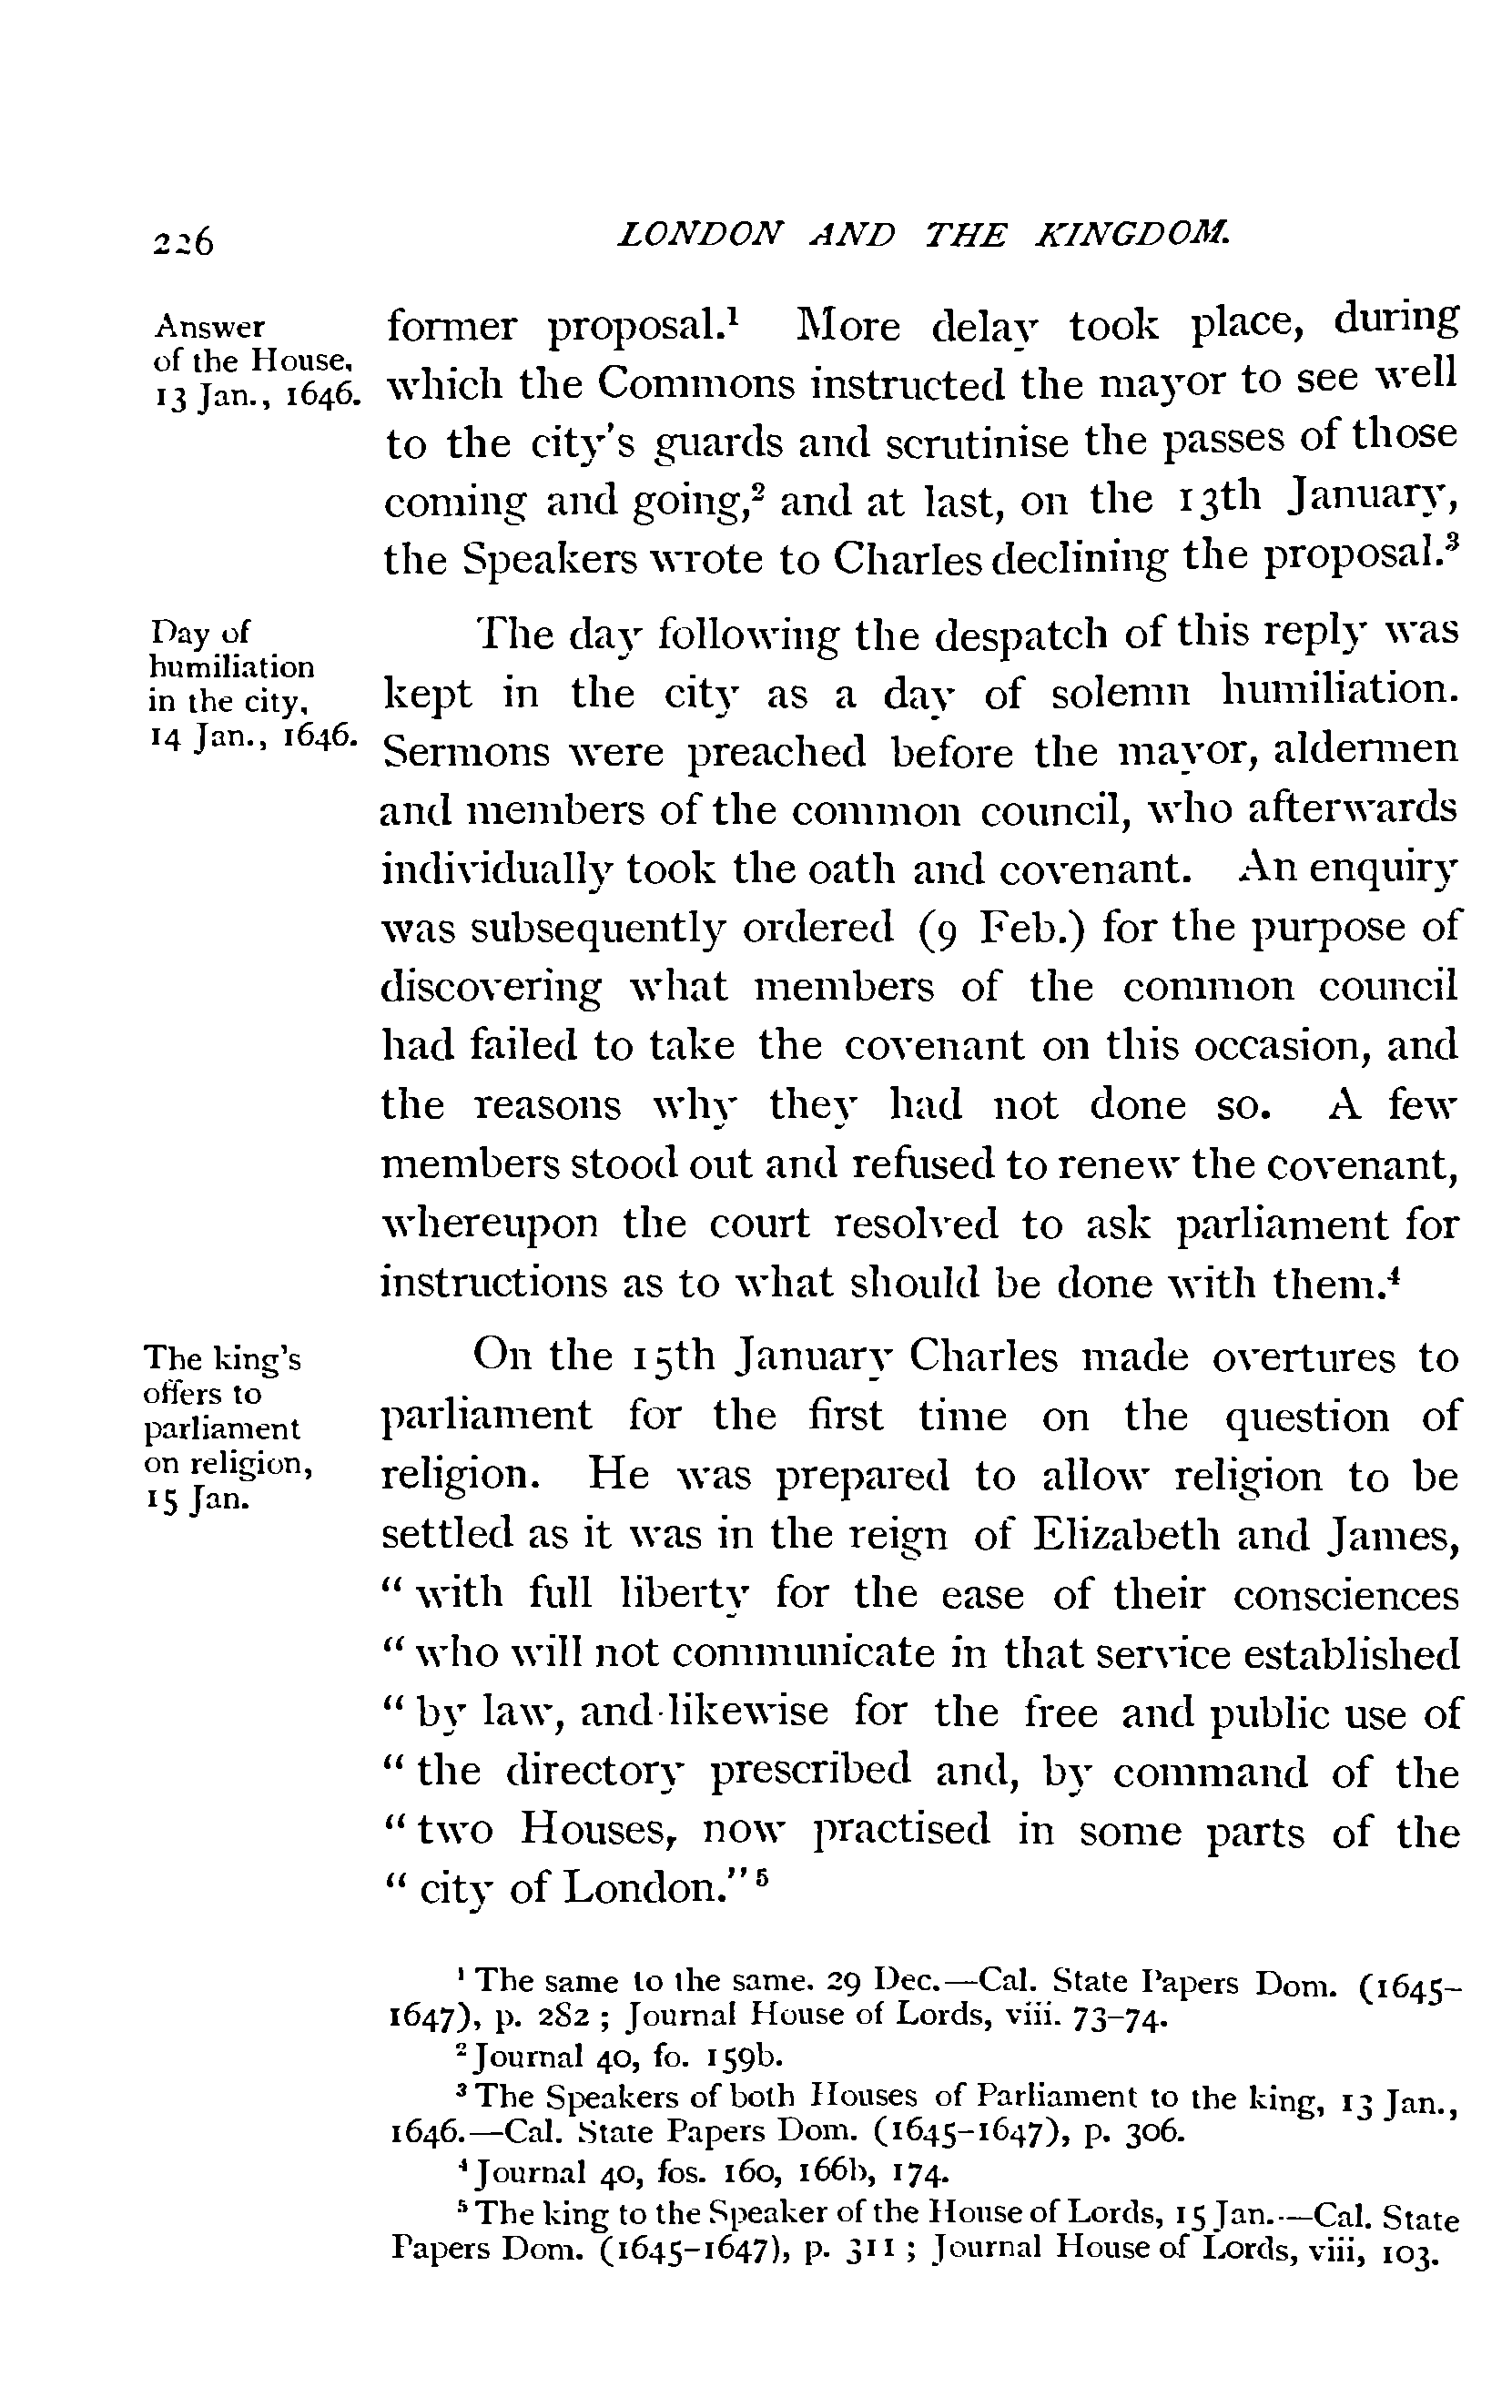 226
LONDON AND THE KINGDOM.
Answer
of the House,
13 Jan., 1646.
former proposal.¹ More delay took place, during
which the Commons instructed the mayor to see well
to the city's guards and scrutinise the passes of those
coming and going,² and at last, on the 13th January,
the Speakers wrote to Charles declining the proposal.³
Day of
humiliation
in the city,
14 Jan., 1646.
The day following the despatch of this reply was
kept in the city as a day of solemn humiliation.
Sermons were preached before the mayor, aldermen
and members of the common council, who afterwards
individually took the oath and covenant. An enquiry
was subsequently ordered (9 Feb.) for the purpose of
discovering what members of the common council
had failed to take the covenant on this occasion, and
the reasons why they had not done so. A few
members stood out and refused to renew the covenant,
whereupon the court resolved to ask parliament for
instructions as to what should be done with them.⁴
The king's
offers to
parliament
on religion,
15 Jan.
On the 15th January Charles made overtures to
parliament for the first time on the question of
religion. He was prepared to allow religion to be
settled as it was in the reign of Elizabeth and James,
“ with full liberty for the ease of their consciences
“ who will not communicate in that service established
“ by law, and likewise for the free and public use of
“ the directory prescribed and, by command of the
“ two Houses, now practised in some parts of the
“ city of London.”⁵
¹ The same to the same. 29 Dec.—Cal. State Papers Dom. (1645–
1647), p. 282 ; Journal House of Lords, viii. 73–74.
² Journal 40, fo. 159b.
³ The Speakers of both Houses of Parliament to the king, 13 Jan.,
1646.—Cal. State Papers Dom. (1645–1647), p. 306.
⁴ Journal 40, fos. 160, 166b, 174.
⁵ The king to the Speaker of the House of Lords, 15 Jan.—Cal. State
Papers Dom. (1645–1647), p. 311 ; Journal House of Lords, viii, 103.